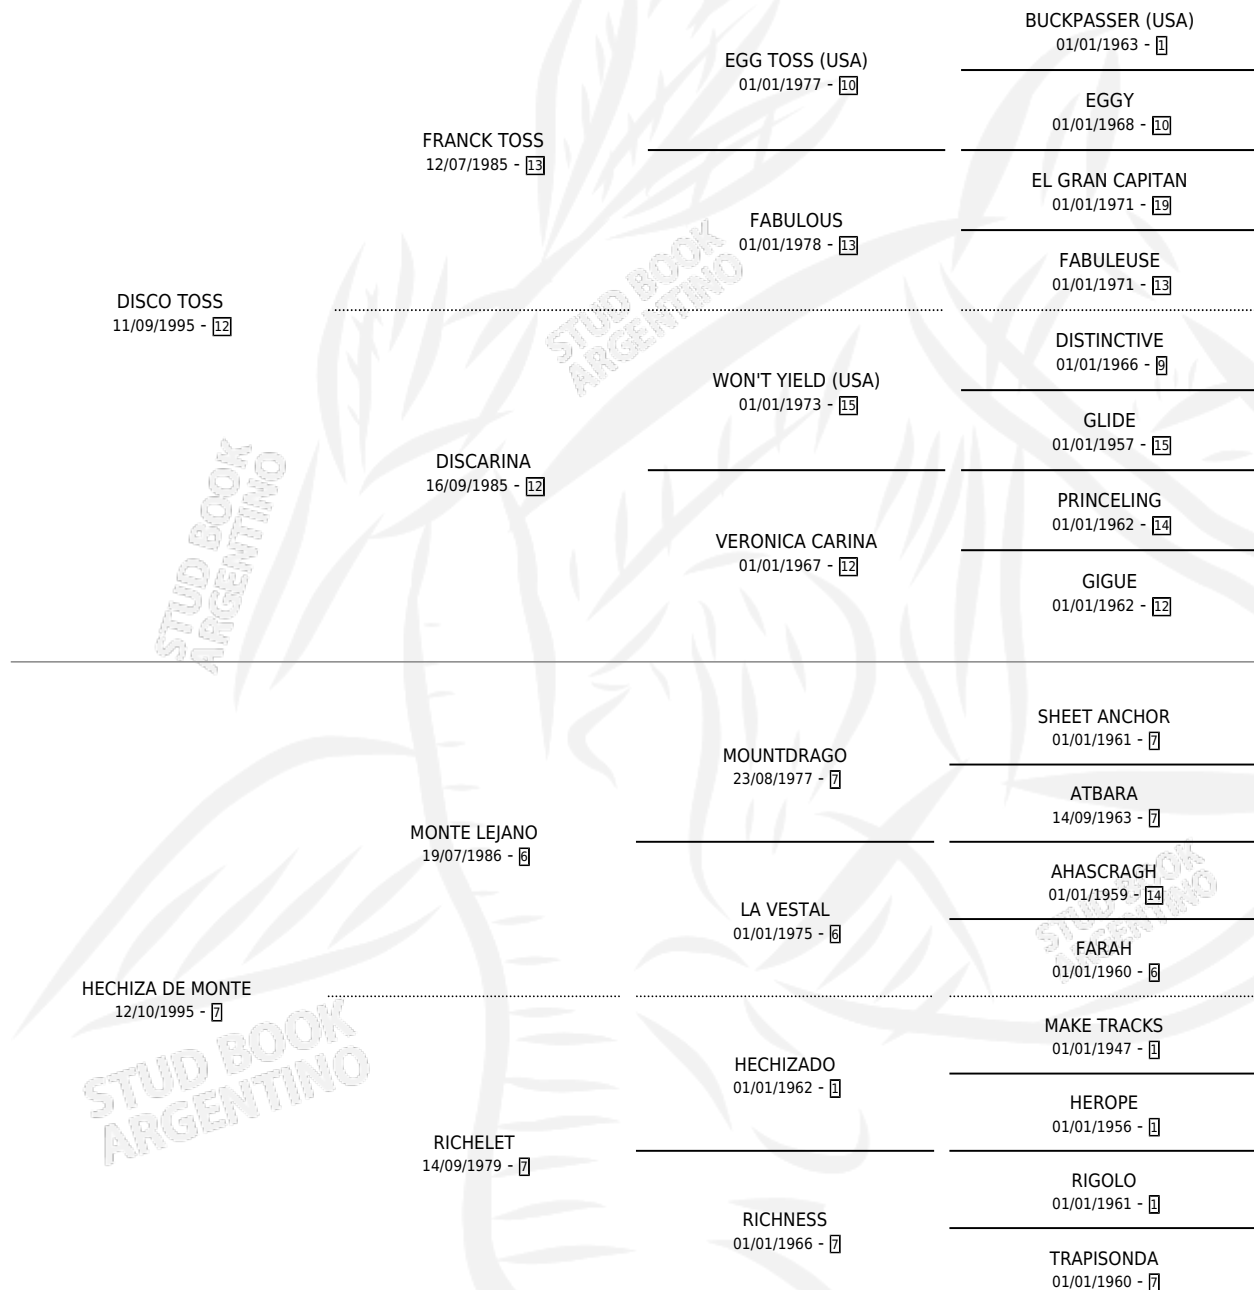 BUCKPASSER (USA)
01/01/1963 - 1
EGG TOSS (USA)
01/01/1977 - 10
EGGY
01/01/1968 - 10
FRANCK TOSS
12/07/1985 - 13
EL GRAN CAPITAN
01/01/1971 - 19
FABULOUS
01/01/1978 - 13
FABULEUSE
01/01/1971 - 13
DISCO TOSS
11/09/1995 - 12
STUD BOOK
ARGENTINO
DISTINCTIVE
01/01/1966 - 9
WON'T YIELD (USA)
01/01/1973 - 15
GLIDE
01/01/1957 - 15
DISCARINA
16/09/1985 - 12
PRINCELING
01/01/1962 - 14
VERONICA CARINA
01/01/1967 - 12
GIGUE
01/01/1962 - 12
STUD BOOK
ARGENTINO
SHEET ANCHOR
01/01/1961 - 7
MOUNTDRAGO
23/08/1977 - 7
ATBARA
14/09/1963 - 7
MONTE LEJANO
19/07/1986 - 6
AHASCRAGH
01/01/1959 - 14
STUD BOOK
ARGENTINO
LA VESTAL
01/01/1975 - 6
FARAH
01/01/1960 - 6
HECHIZA DE MONTE
12/10/1995 - 7
STUD BOOK
ARGENTINO
MAKE TRACKS
01/01/1947 - 1
HECHIZADO
01/01/1962 - 1
HEROPE
01/01/1956 - 1
RICHELET
14/09/1979 - 7
RIGOLO
01/01/1961 - 1
RICHNESS
01/01/1966 - 7
TRAPISONDA
01/01/1960 - 7